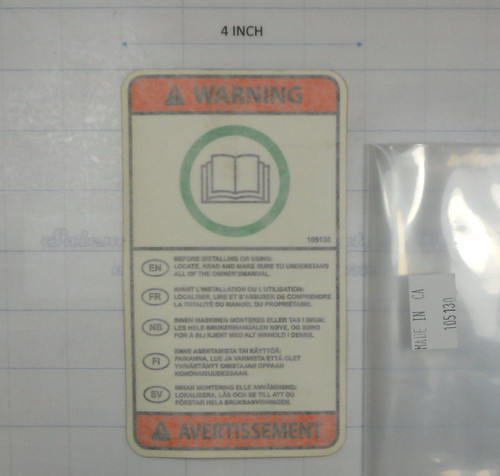 4 INCH
WARNING
105130
EN
BEFORE INSTALLING OR USING:
LOCATE, READ AND MAKE SURE TO UNDERSTAND
ALL OF THE OWNER'S MANUAL.
FR
AVANT L'INSTALLATION OU L'UTILISATION:
LOCALISER, LIRE ET S'ASSURER DE COMPRENDRE
LA TOTALITÉ DU MANUEL DU PROPRIÉTAIRE.
NB
INNEN MASKINEN MONTERES ELLER TAS I BRUK:
LES HELE BRUKERHÅNDBOKEN NØYE, OG SØRG
FOR Å BLI KJENT MED ALT INNHOLD I DENNE.
FI
ENNEN ASENTAMISTA TAI KÄYTTÖÄ:
PAIKANNA, LUE JA VARMISTA ETTÄ OLET
YMMÄRTÄNYT OMISTAJAN OPPAAN
KOKONAISUUDESSAAN.
SV
INNAN MONTERING ELLER ANVÄNDNING:
LOKALISERA, LÄS OCH SE TILL ATT DU
FÖRSTÅR HELA BRUKSANVISNINGEN.
AVERTISSEMENT
MADE IN CA
105130